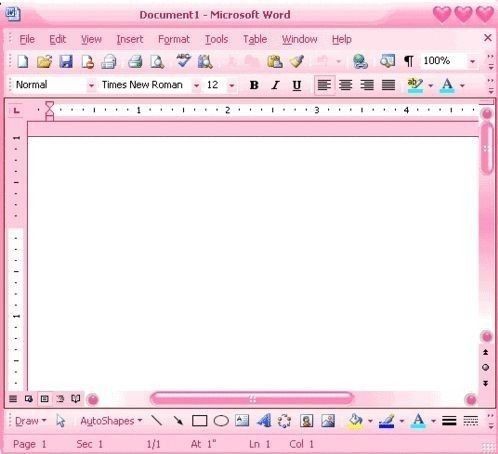 Document1 - Microsoft Word
File Edit View Insert Format Tools Table Window Help
100%
Normal Times New Roman 12 B I U
1 2 3 4
1
1
Draw AutoShapes
Page 1 Sec 1 1/1 At 1" Ln 1 Col 1